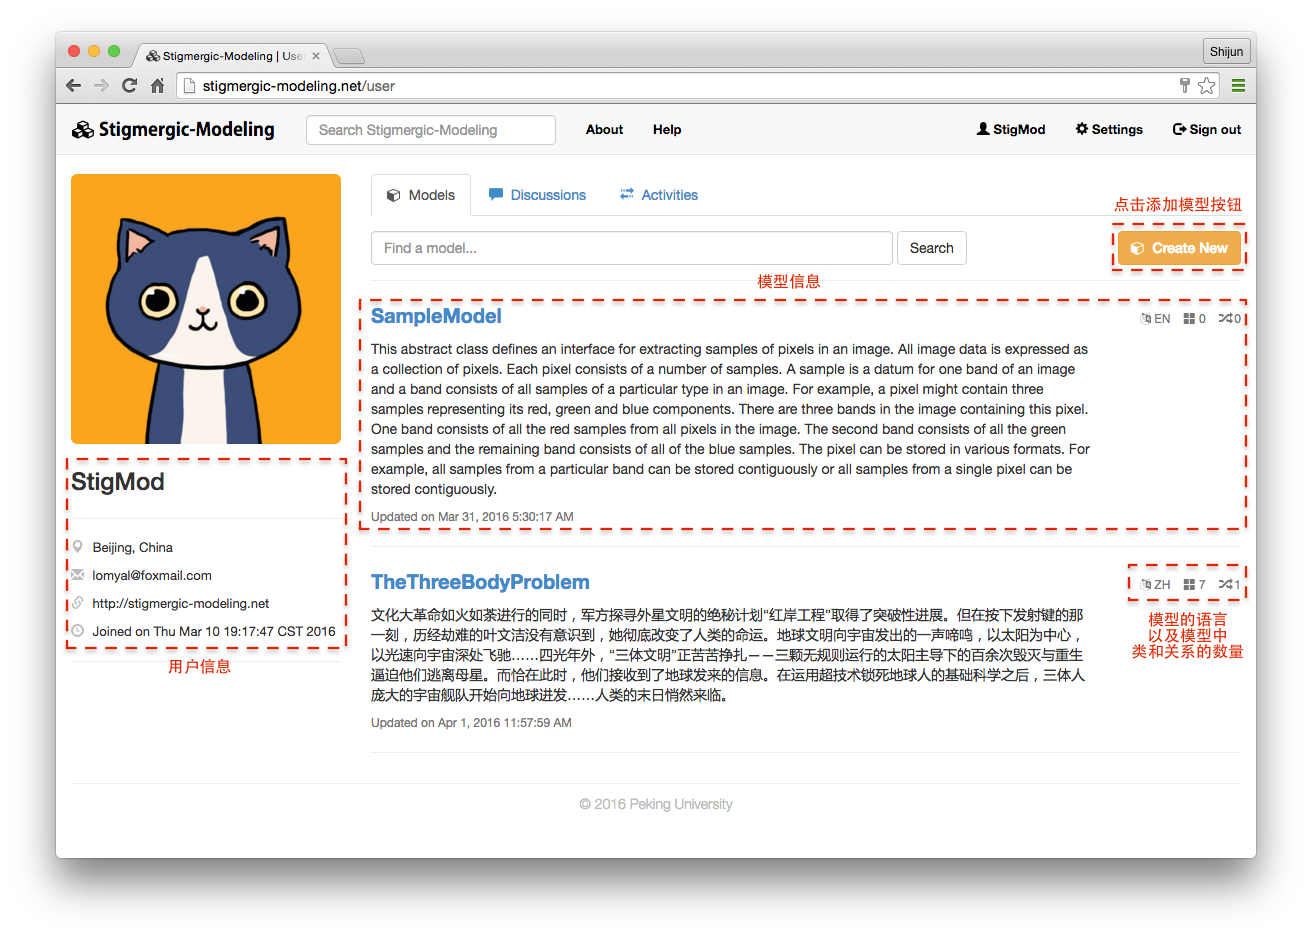 Stigmergic-Modeling | User
Shijun
stigmergic-modeling.net/user
Stigmergic-Modeling
Search Stigmergic-Modeling
About
Help
StigMod
Settings
Sign out
Models
Discussions
Activities
点击添加模型按钮
Find a model...
Search
Create New
模型信息
SampleModel
EN 0 0
This abstract class defines an interface for extracting samples of pixels in an image. All image data is expressed as
a collection of pixels. Each pixel consists of a number of samples. A sample is a datum for one band of an image
and a band consists of all samples of a particular type in an image. For example, a pixel might contain three
samples representing its red, green and blue components. There are three bands in the image containing this pixel.
One band consists of all the red samples from all pixels in the image. The second band consists of all the green
samples and the remaining band consists of all of the blue samples. The pixel can be stored in various formats. For
example, all samples from a particular band can be stored contiguously or all samples from a single pixel can be
stored contiguously.
Updated on Mar 31, 2016 5:30:17 AM
StigMod
Beijing, China
lomyal@foxmail.com
http://stigmergic-modeling.net
Joined on Thu Mar 10 19:17:47 CST 2016
用户信息
TheThreeBodyProblem
ZH 7 1
文化大革命如火如荼进行的同时，军方探寻外星文明的绝秘计划“红岸工程”取得了突破性进展。但在按下发射键的那
一刻，历经劫难的叶文洁没有意识到，她彻底改变了人类的命运。地球文明向宇宙发出的一声啼鸣，以太阳为中心，
以光速向宇宙深处飞驰……四光年外，“三体文明”正苦苦挣扎——三颗无规则运行的太阳主导下的百余次毁灭与重生
逼迫他们逃离母星。而恰在此时，他们接收到了地球发来的信息。在运用超技术锁死地球人的基础科学之后，三体人
庞大的宇宙舰队开始向地球进发……人类的末日悄然来临。
Updated on Apr 1, 2016 11:57:59 AM
模型的语言
以及模型中
类和关系的数量
© 2016 Peking University